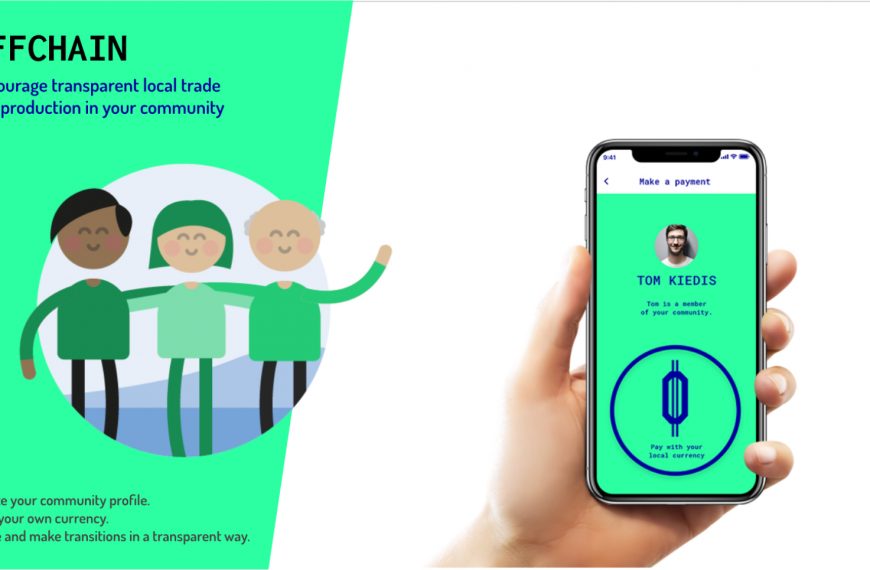 FFCHAIN
ourage transparent local trade
production in your community
9:41
Make a payment
TOM KIEDIS
Tom is a member
of your community.
Pay with your
local currency
te your community profile.
your own currency.
e and make transitions in a transparent way.